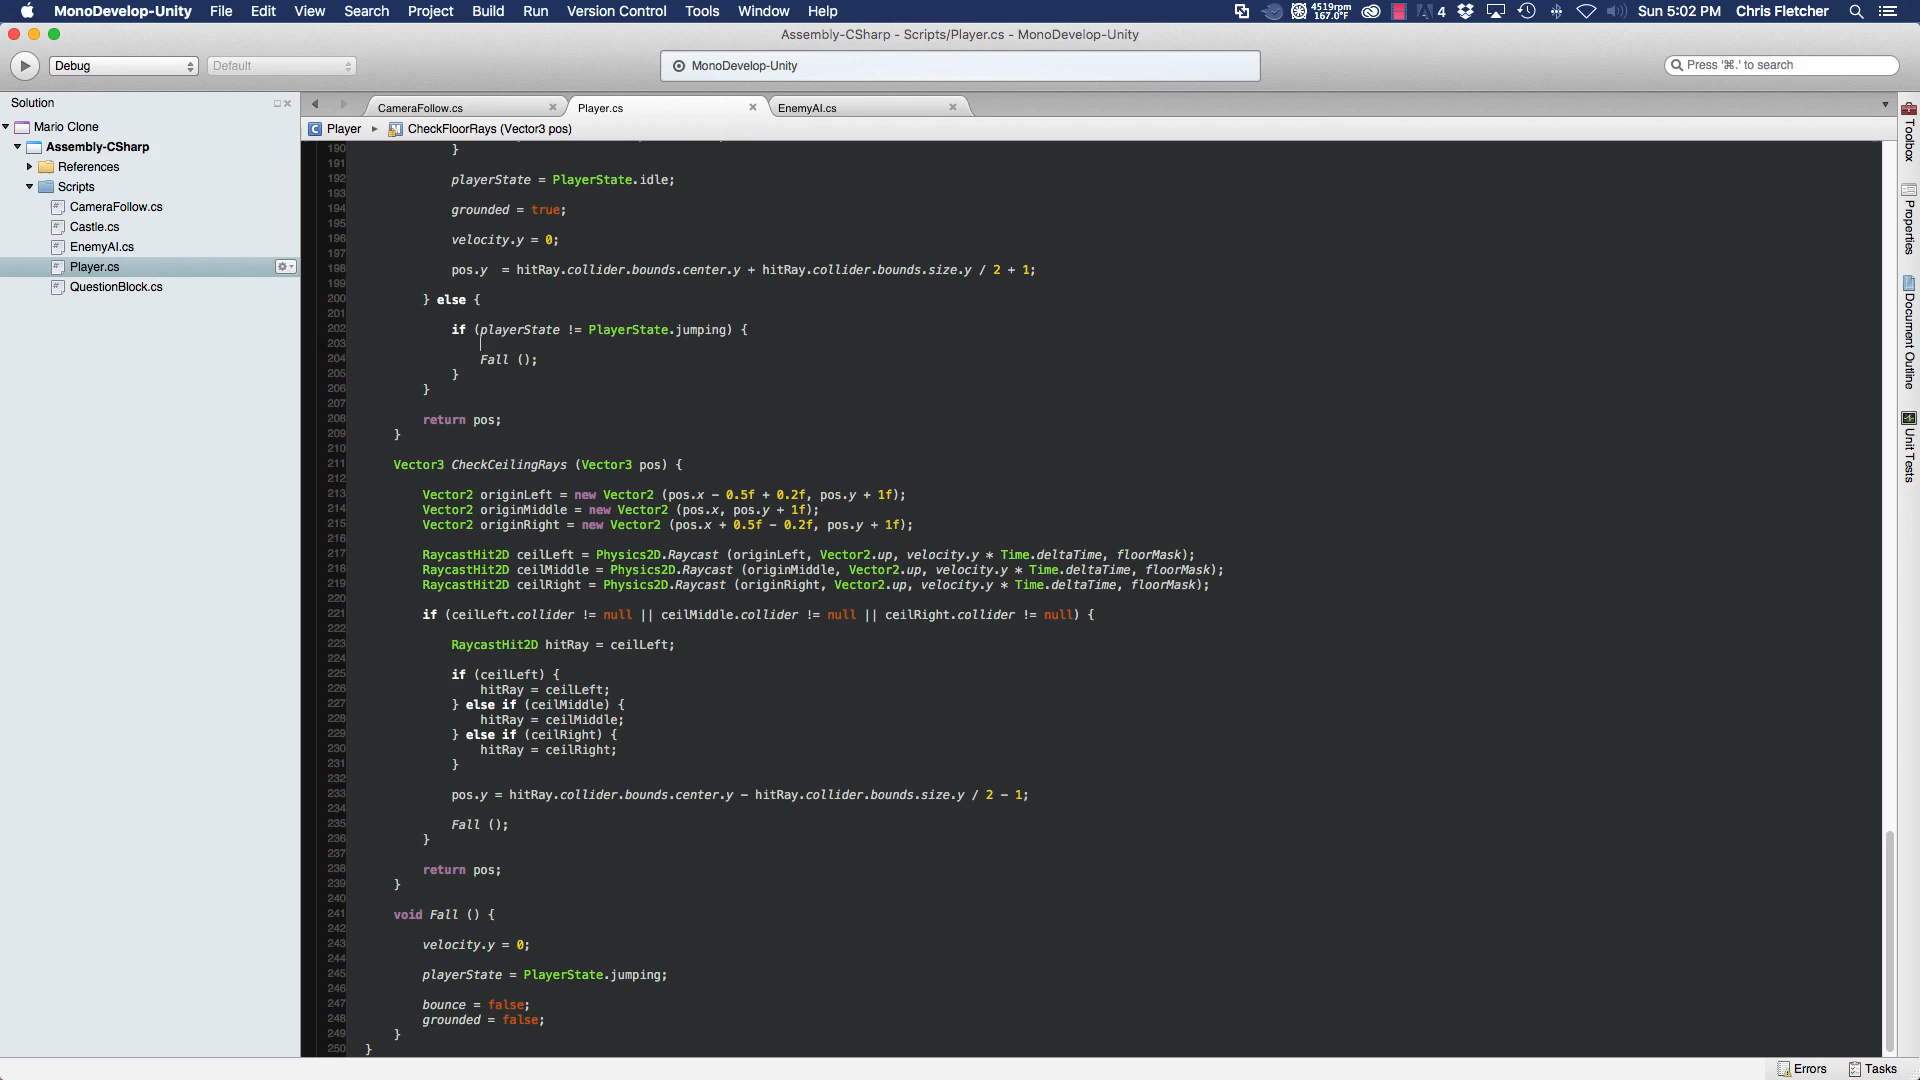 MonoDevelop-Unity File Edit View Search Project Build Run Version Control Tools Window Help 4519rpm 167.0°F 4 Sun 5:02 PM Chris Fletcher
Assembly-CSharp - Scripts/Player.cs - MonoDevelop-Unity
Debug Default MonoDevelop-Unity Press '⌘.' to search
Solution
Mario Clone
Assembly-CSharp
References
Scripts
CameraFollow.cs
Castle.cs
EnemyAI.cs
Player.cs
QuestionBlock.cs
CameraFollow.cs Player.cs EnemyAI.cs
Player CheckFloorRays (Vector3 pos)
190 }
191
192 playerState = PlayerState.idle;
193
194 grounded = true;
195
196 velocity.y = 0;
197
198 pos.y = hitRay.collider.bounds.center.y + hitRay.collider.bounds.size.y / 2 + 1;
199
200 } else {
201
202 if (playerState != PlayerState.jumping) {
203
204 Fall ();
205 }
206 }
207
208 return pos;
209 }
210
211 Vector3 CheckCeilingRays (Vector3 pos) {
212
213 Vector2 originLeft = new Vector2 (pos.x - 0.5f + 0.2f, pos.y + 1f);
214 Vector2 originMiddle = new Vector2 (pos.x, pos.y + 1f);
215 Vector2 originRight = new Vector2 (pos.x + 0.5f - 0.2f, pos.y + 1f);
216
217 RaycastHit2D ceilLeft = Physics2D.Raycast (originLeft, Vector2.up, velocity.y * Time.deltaTime, floorMask);
218 RaycastHit2D ceilMiddle = Physics2D.Raycast (originMiddle, Vector2.up, velocity.y * Time.deltaTime, floorMask);
219 RaycastHit2D ceilRight = Physics2D.Raycast (originRight, Vector2.up, velocity.y * Time.deltaTime, floorMask);
220
221 if (ceilLeft.collider != null || ceilMiddle.collider != null || ceilRight.collider != null) {
222
223 RaycastHit2D hitRay = ceilLeft;
224
225 if (ceilLeft) {
226 hitRay = ceilLeft;
227 } else if (ceilMiddle) {
228 hitRay = ceilMiddle;
229 } else if (ceilRight) {
230 hitRay = ceilRight;
231 }
232
233 pos.y = hitRay.collider.bounds.center.y - hitRay.collider.bounds.size.y / 2 - 1;
234
235 Fall ();
236 }
237
238 return pos;
239 }
240
241 void Fall () {
242
243 velocity.y = 0;
244
245 playerState = PlayerState.jumping;
246
247 bounce = false;
248 grounded = false;
249 }
250 }
Toolbox
Properties
Document Outline
Unit Tests
Errors Tasks